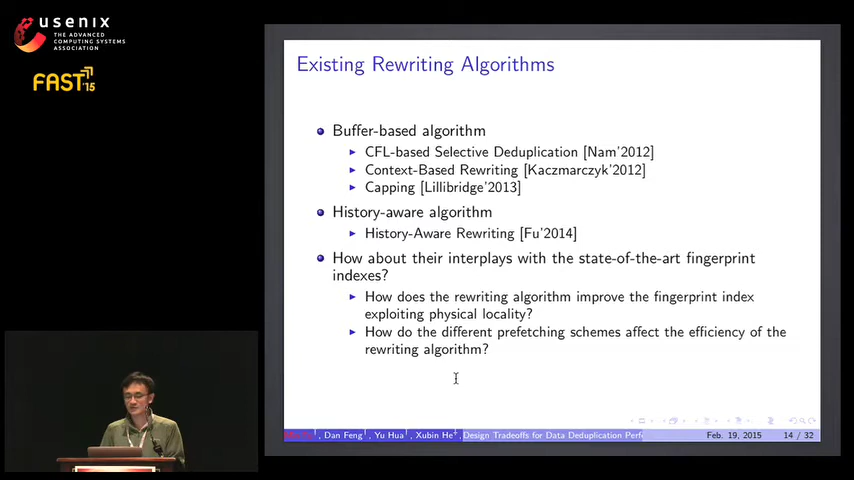 usenix
THE ADVANCED
COMPUTING SYSTEMS
ASSOCIATION
FAST '15
Existing Rewriting Algorithms
Buffer-based algorithm
CFL-based Selective Deduplication [Nam'2012]
Context-Based Rewriting [Kaczmarczyk'2012]
Capping [Lillibridge'2013]
History-aware algorithm
History-Aware Rewriting [Fu'2014]
How about their interplays with the state-of-the-art fingerprint
indexes?
How does the rewriting algorithm improve the fingerprint index
exploiting physical locality?
How do the different prefetching schemes affect the efficiency of the
rewriting algorithm?
, Dan Feng†, Yu Hua†, Xubin He‡, Design Tradeoffs for Data Deduplication Perf
Feb. 19, 2015
14 / 32